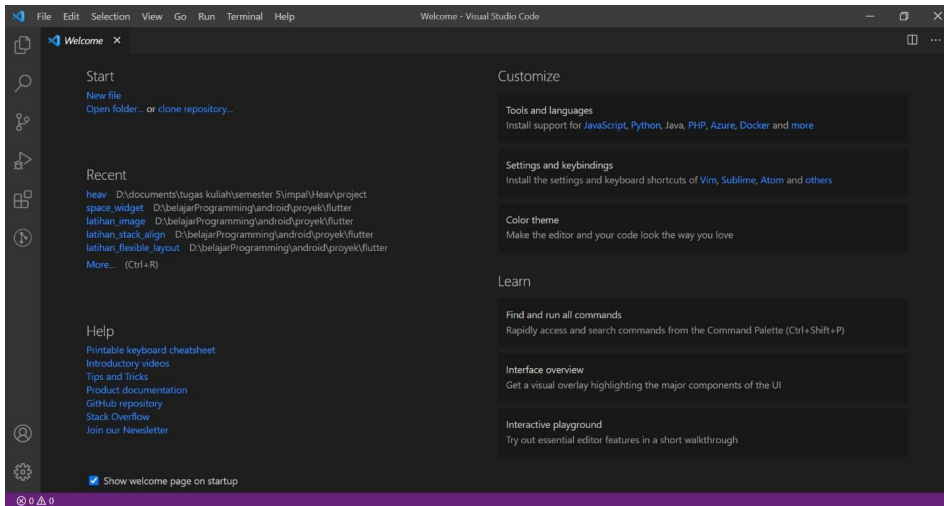 File Edit Selection View Go Run Terminal Help
Welcome - Visual Studio Code
Welcome
Start
New file
Open folder... or clone repository...
Recent
heav D:\documents\tugas kuliah\semester 5\impal\Heav\project
space_widget D:\belajarProgramming\android\proyek\flutter
latihan_image D:\belajarProgramming\android\proyek\flutter
latihan_stack_align D:\belajarProgramming\android\proyek\flutter
latihan_flexible_layout D:\belajarProgramming\android\proyek\flutter
More... (Ctrl+R)
Help
Printable keyboard cheatsheet
Introductory videos
Tips and Tricks
Product documentation
GitHub repository
Stack Overflow
Join our Newsletter
Show welcome page on startup
Customize
Tools and languages
Install support for JavaScript, Python, Java, PHP, Azure, Docker and more
Settings and keybindings
Install the settings and keyboard shortcuts of Vim, Sublime, Atom and others
Color theme
Make the editor and your code look the way you love
Learn
Find and run all commands
Rapidly access and search commands from the Command Palette (Ctrl+Shift+P)
Interface overview
Get a visual overlay highlighting the major components of the UI
Interactive playground
Try out essential editor features in a short walkthrough
0 0